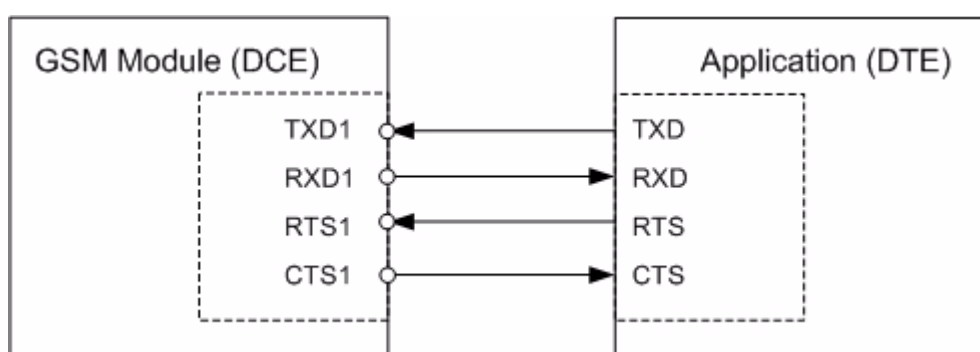 GSM Module (DCE)
Application (DTE)
TXD1
TXD
RXD1
RXD
RTS1
RTS
CTS1
CTS